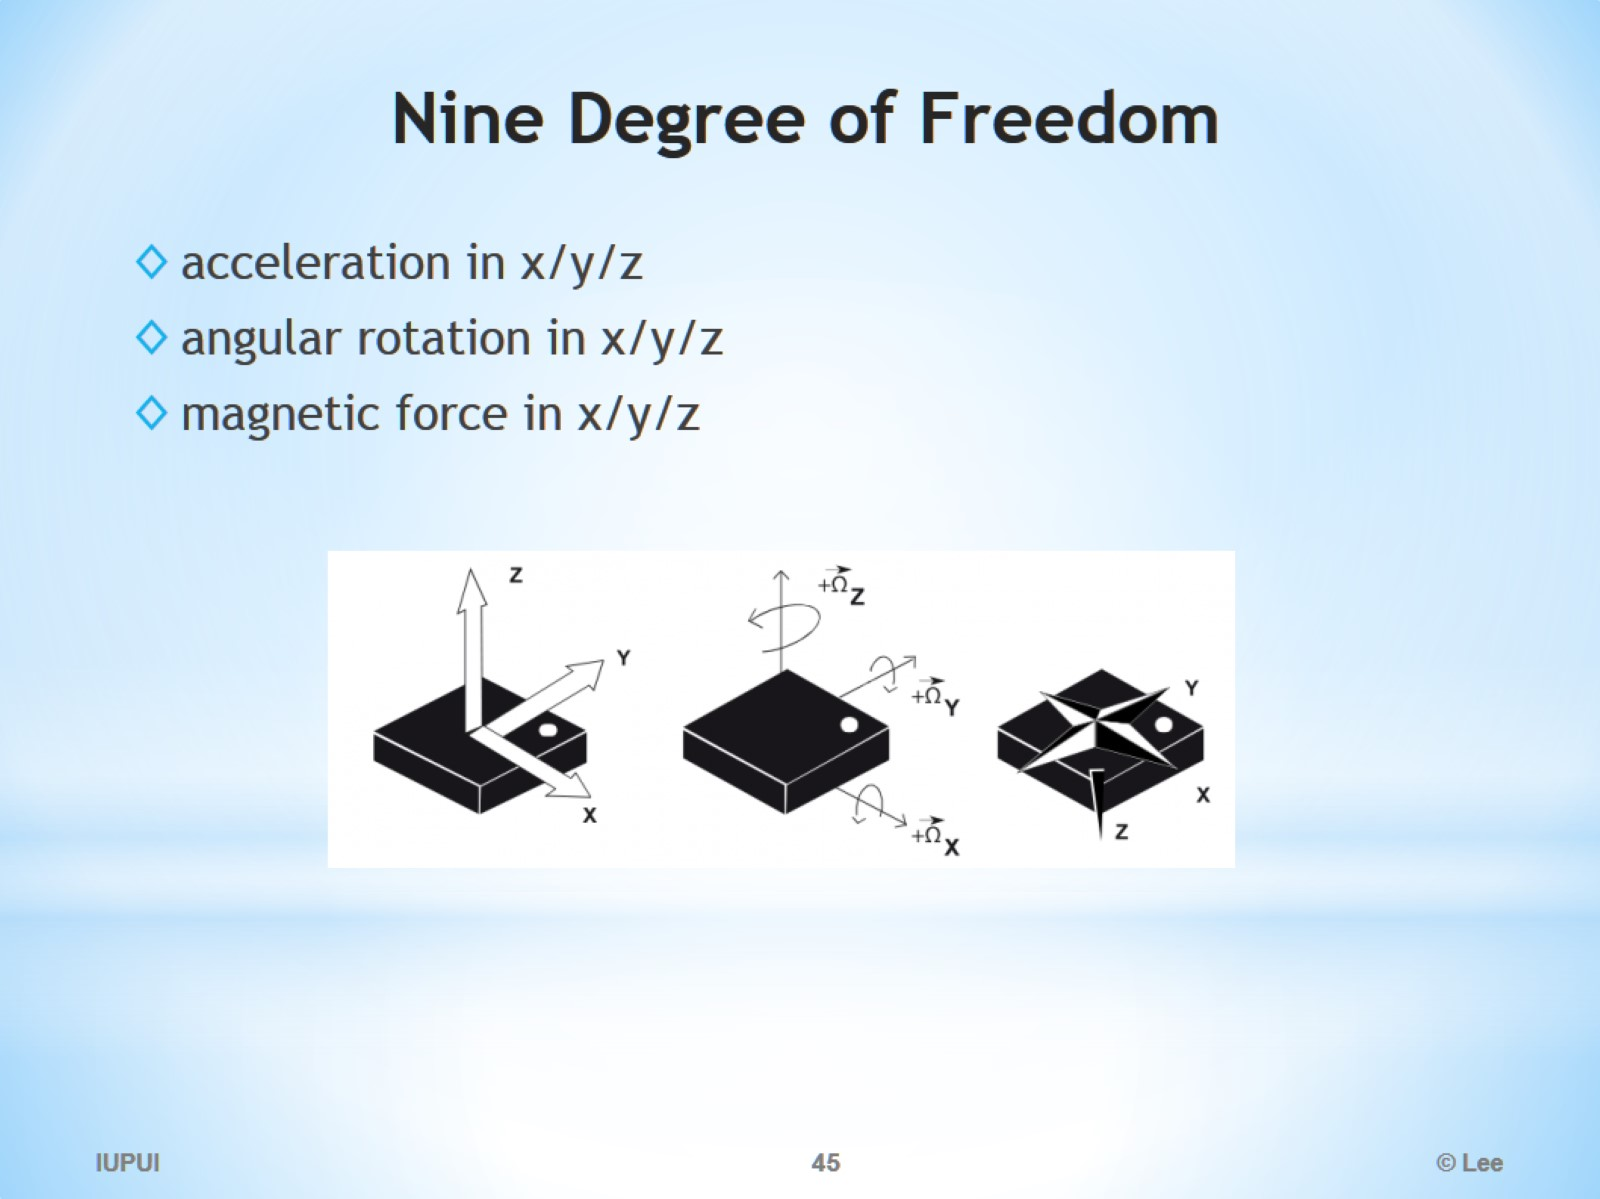 Nine Degree of Freedom
acceleration in x/y/z
angular rotation in x/y/z
magnetic force in x/y/z
Z
Y
X
+Ω Z
+Ω Y
+Ω X
Y
X
Z
IUPUI
45
© Lee